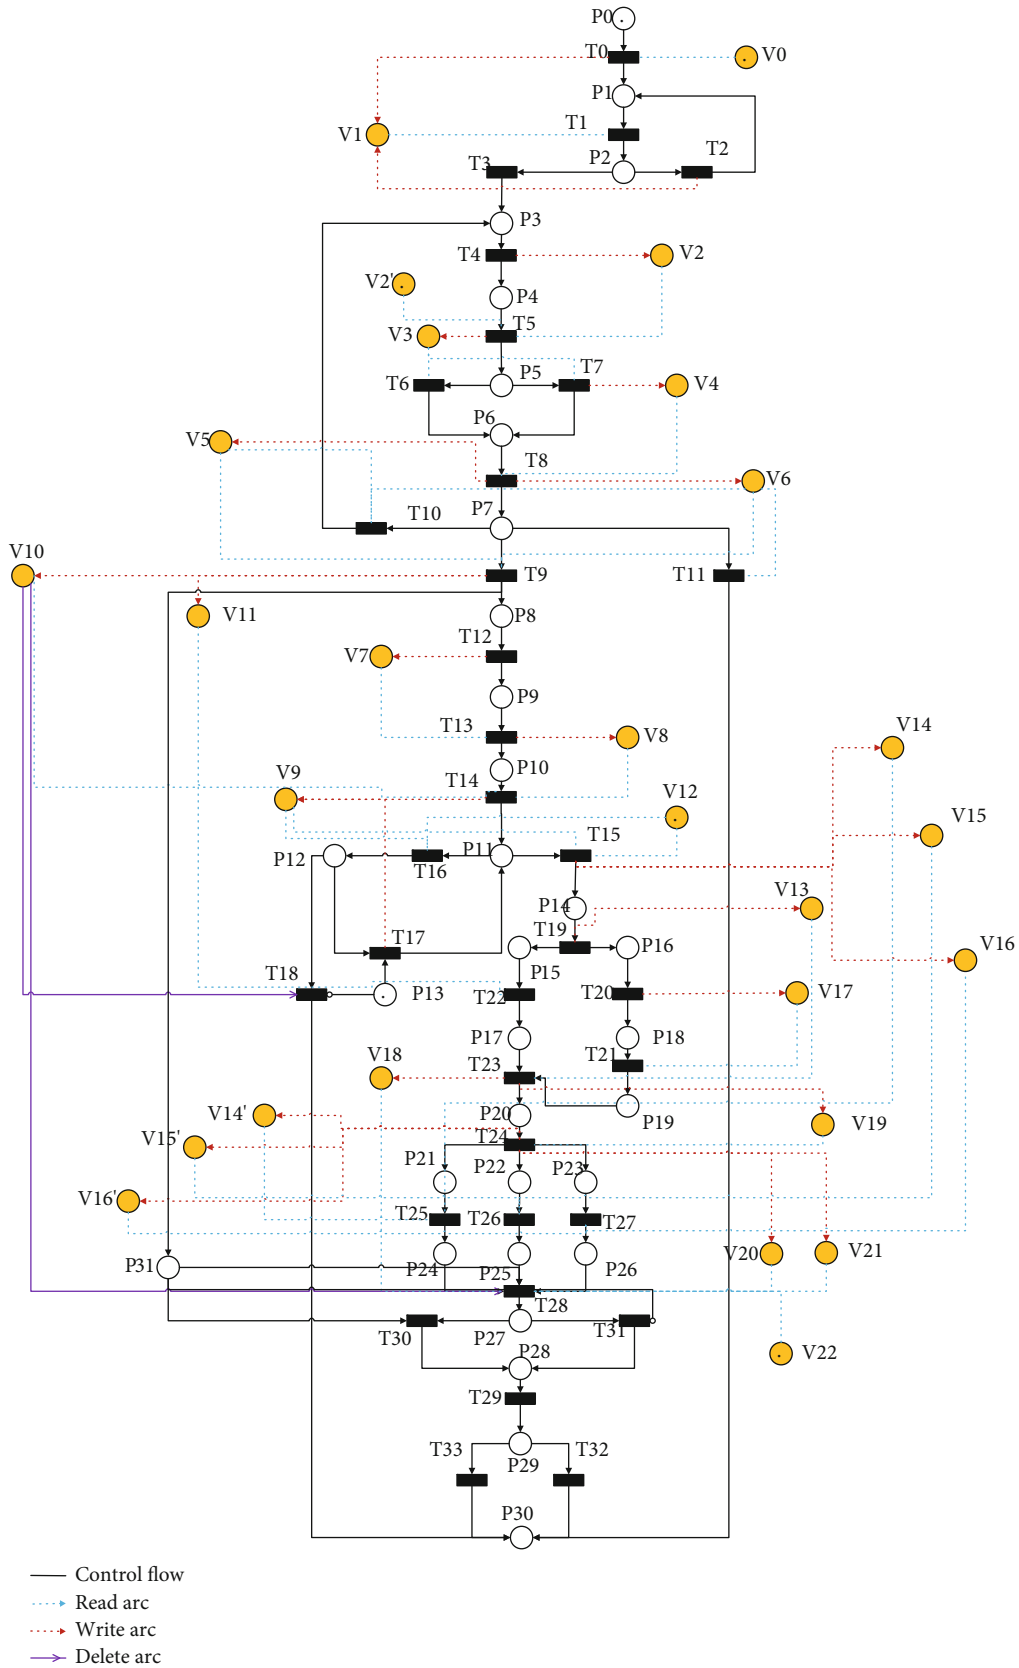 P0
T0
V0
P1
V1
T1
P2
T2
T3
P3
T4
V2
V2'
P4
V3
T5
T6
P5
T7
V4
P6
V5
T8
V6
P7
T10
V10
T9
T11
V11
P8
T12
V7
P9
T13
V8
V14
P10
V9
T14
V12
V15
P12
T16
P11
T15
V13
P14
T17
T19
P16
V16
T18
P13
P15
T22
T20
V17
P17
P18
V18
T23
T21
V14'
P20
P19
V19
V15'
T24
P21
P22
P23
V16'
T25
T26
T27
P31
P24
P25
P26
V20
V21
T28
T30
P27
T31
P28
V22
T29
T33
P29
T32
P30
Control flow
Read arc
Write arc
Delete arc